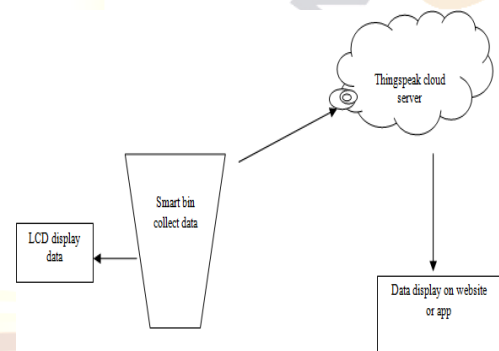 Thingspeak cloud
server
Smart bin
collect data
LCD display
data
Data display on website
or app